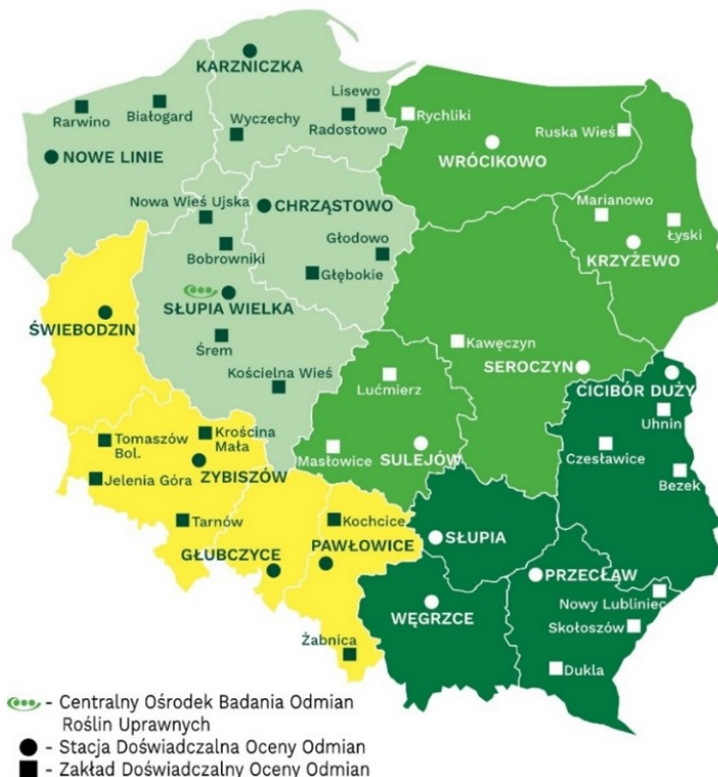 KARZNICZKA
Lisewo
Rarwino
Białogard
Wyczechy
Radostowo
Rychliki
Ruska Wieś
NOWE LINIE
WRÓCIKOWO
Nowa Wieś Ujska
CHRZĄSTOWO
Marianowo
Łyski
Bobrowniki
Głodowo
Głębokie
KRZYŻEWO
SŁUPIA WIELKA
ŚWIEBODZIN
Śrem
Kawęczyn
Kościelna Wieś
SEROCZYN
Lućmierz
CICIBÓR DUŻY
Uhnin
Tomaszów
Bol.
Krościna
Mała
Masłowice
SULEJÓW
Czesławice
Jelenia Góra
ZYBISZÓW
Bezek
Tarnów
Kochcice
GŁUBCZYCE
PAWŁOWICE
SŁUPIA
PRZECŁAW
Nowy Lubliniec
WĘGRZCE
Skołoszów
Żabnica
Dukla
- Centralny Ośrodek Badania Odmian
Roślin Uprawnych
- Stacja Doświadczalna Oceny Odmian
- Zakład Doświadczalny Oceny Odmian